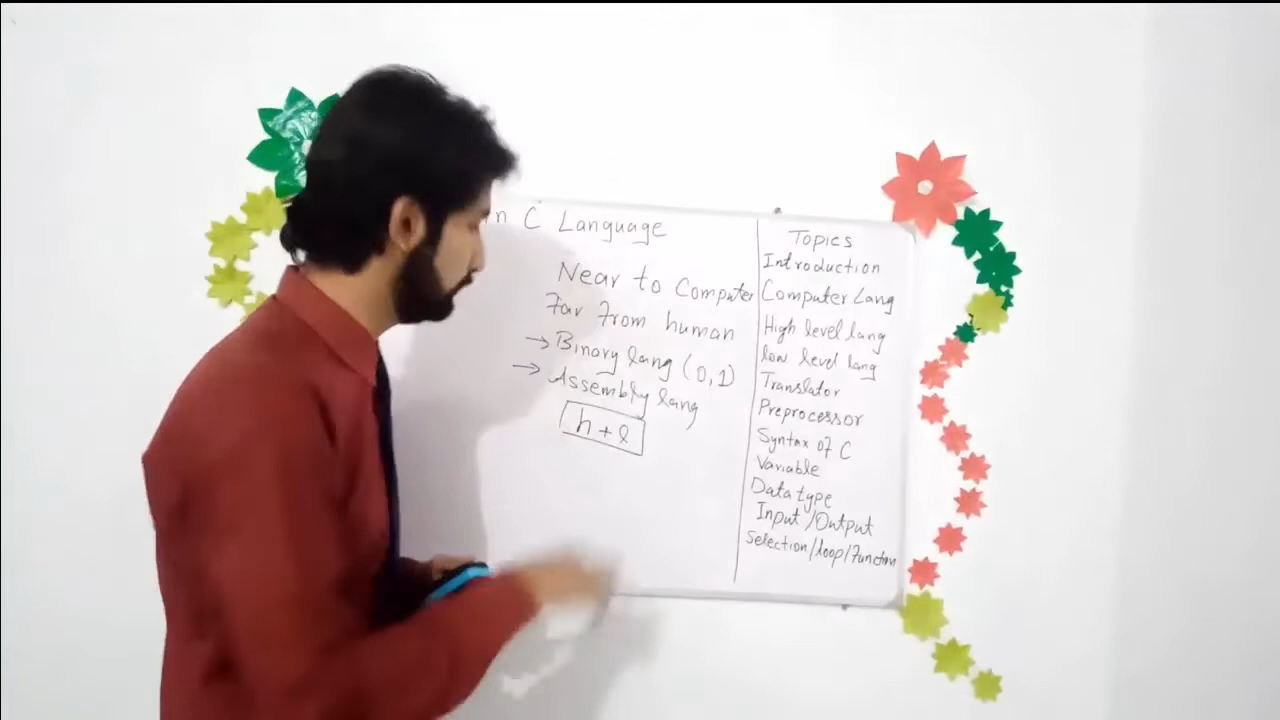 in C Language
Near to Computer
Far From human
→ Binary lang (0,1)
→ Assembly lang
h + l
Topics
Introduction
Computer Lang
High level lang
low level lang
Translator
Preprocessor
Syntax of C
Variable
Data type
Input/Output
Selection/loop/Function